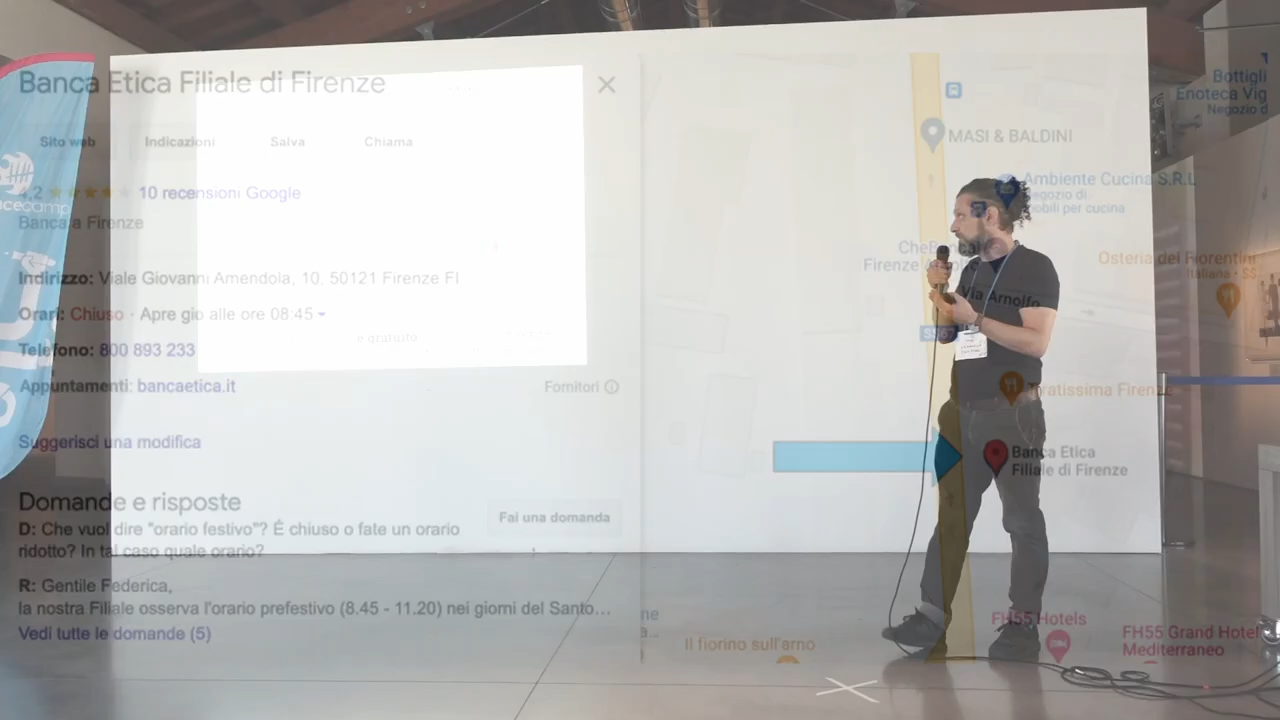 Banca Etica Filiale di Firenze
Sito web
Indicazioni
Salva
Chiama
10 recensioni Google
Banca a Firenze
Indirizzo: Viale Giovanni Amendola, 10, 50121 Firenze FI
Orari: Chiuso · Apre gio alle ore 08:45
Telefono: 800 893 233
e gratuito
Appuntamenti: bancaetica.it
Fornitori
Suggerisci una modifica
Domande e risposte
Fai una domanda
D: Che vuol dire "orario festivo"? É chiuso o fate un orario
ridotto? In tal caso quale orario?
R: Gentile Federica,
la nostra Filiale osserva l'orario prefestivo (8.45 - 11.20) nei giorni del Santo...
Vedi tutte le domande (5)
Bottigli
Enoteca Vig
Negozio d
MASI & BALDINI
Ambiente Cucina S.R.L
negozio di
mobili per cucina
Firenze
Osteria dei Fiorentini
Italiana · SS
Via Arnolfo
Firenze
Banca Etica
Filiale di Firenze
Il fiorino sull'arno
FH55 Hotels
FH55 Grand Hotel
Mediterraneo